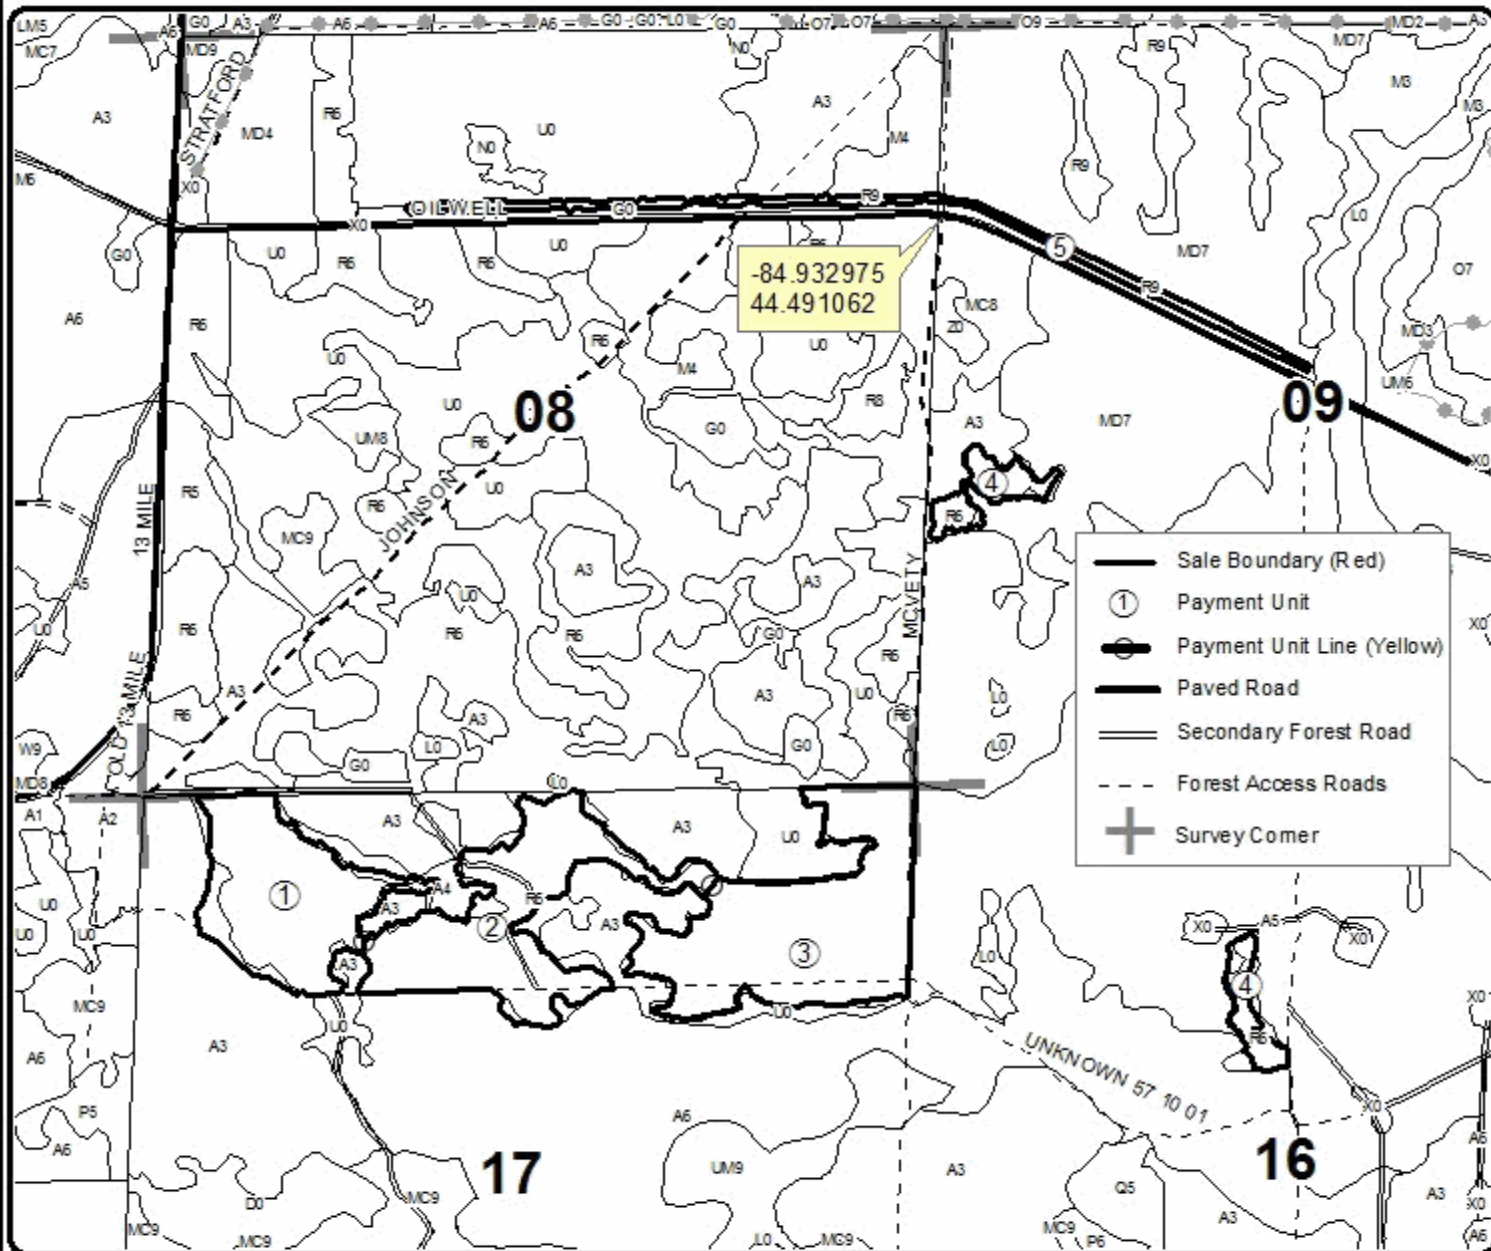 LM5
A6
G0
A3
A6
A6
G0
G0
L0
G0
O7
O7
O9
MD2
A3
MC7
MD9
N0
R9
MD7
STRATFORD
R6
A3
M3
M3
A3
MD4
U0
N0
M4
R9
M6
X0
OILWELL
G0
R9
L0
X0
U0
G0
U0
R6
R6
U0
R6
5
MD7
-84.932975
44.491062
R9
O7
A6
R6
MC8
Z0
MD3
U0
R6
M4
U0
UM6
08
U0
R8
09
UM8
R6
G0
A3
MD7
R5
R6
U0
4
X0
JOHNSON
MC9
R6
13 MILE
A5
U0
A3
A3
MCVETY
Sale Boundary (Red)
1
Payment Unit
Payment Unit Line (Yellow)
Paved Road
Secondary Forest Road
Forest Access Roads
Survey Corner
U0
R6
R6
R6
G0
R6
X0
OLD 13 MILE
A3
A3
U0
L0
R6
A3
R6
W9
L0
G0
L0
G0
MD8
L0
A1
A2
A3
A3
U0
1
A4
R6
A3
2
A3
3
U0
U0
U0
A3
X0
A5
X0
L0
4
MC9
U0
U0
X0
R6
A3
A6
UNKNOWN 57 10 01
P5
A6
A6
X0
A6
17
UM9
A3
16
Q5
A3
D0
MC9
A3
X0
MC9
MC9
L0
MC9
MC9
P6
A6